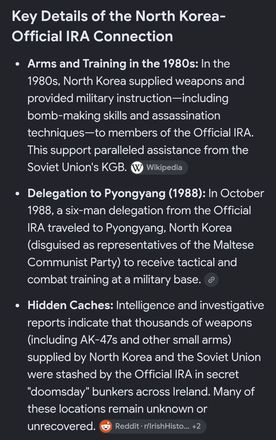 Key Details of the North Korea-
Official IRA Connection
• Arms and Training in the 1980s: In the
1980s, North Korea supplied weapons and
provided military instruction—including
bomb-making skills and assassination
techniques—to members of the Official IRA.
This support paralleled assistance from the
Soviet Union's KGB. W Wikipedia
• Delegation to Pyongyang (1988): In October
1988, a six-man delegation from the Official
IRA traveled to Pyongyang, North Korea
(disguised as representatives of the Maltese
Communist Party) to receive tactical and
combat training at a military base.
• Hidden Caches: Intelligence and investigative
reports indicate that thousands of weapons
(including AK-47s and other small arms)
supplied by North Korea and the Soviet Union
were stashed by the Official IRA in secret
"doomsday" bunkers across Ireland. Many of
these locations remain unknown or
unrecovered. Reddit · r/IrishHisto... +2